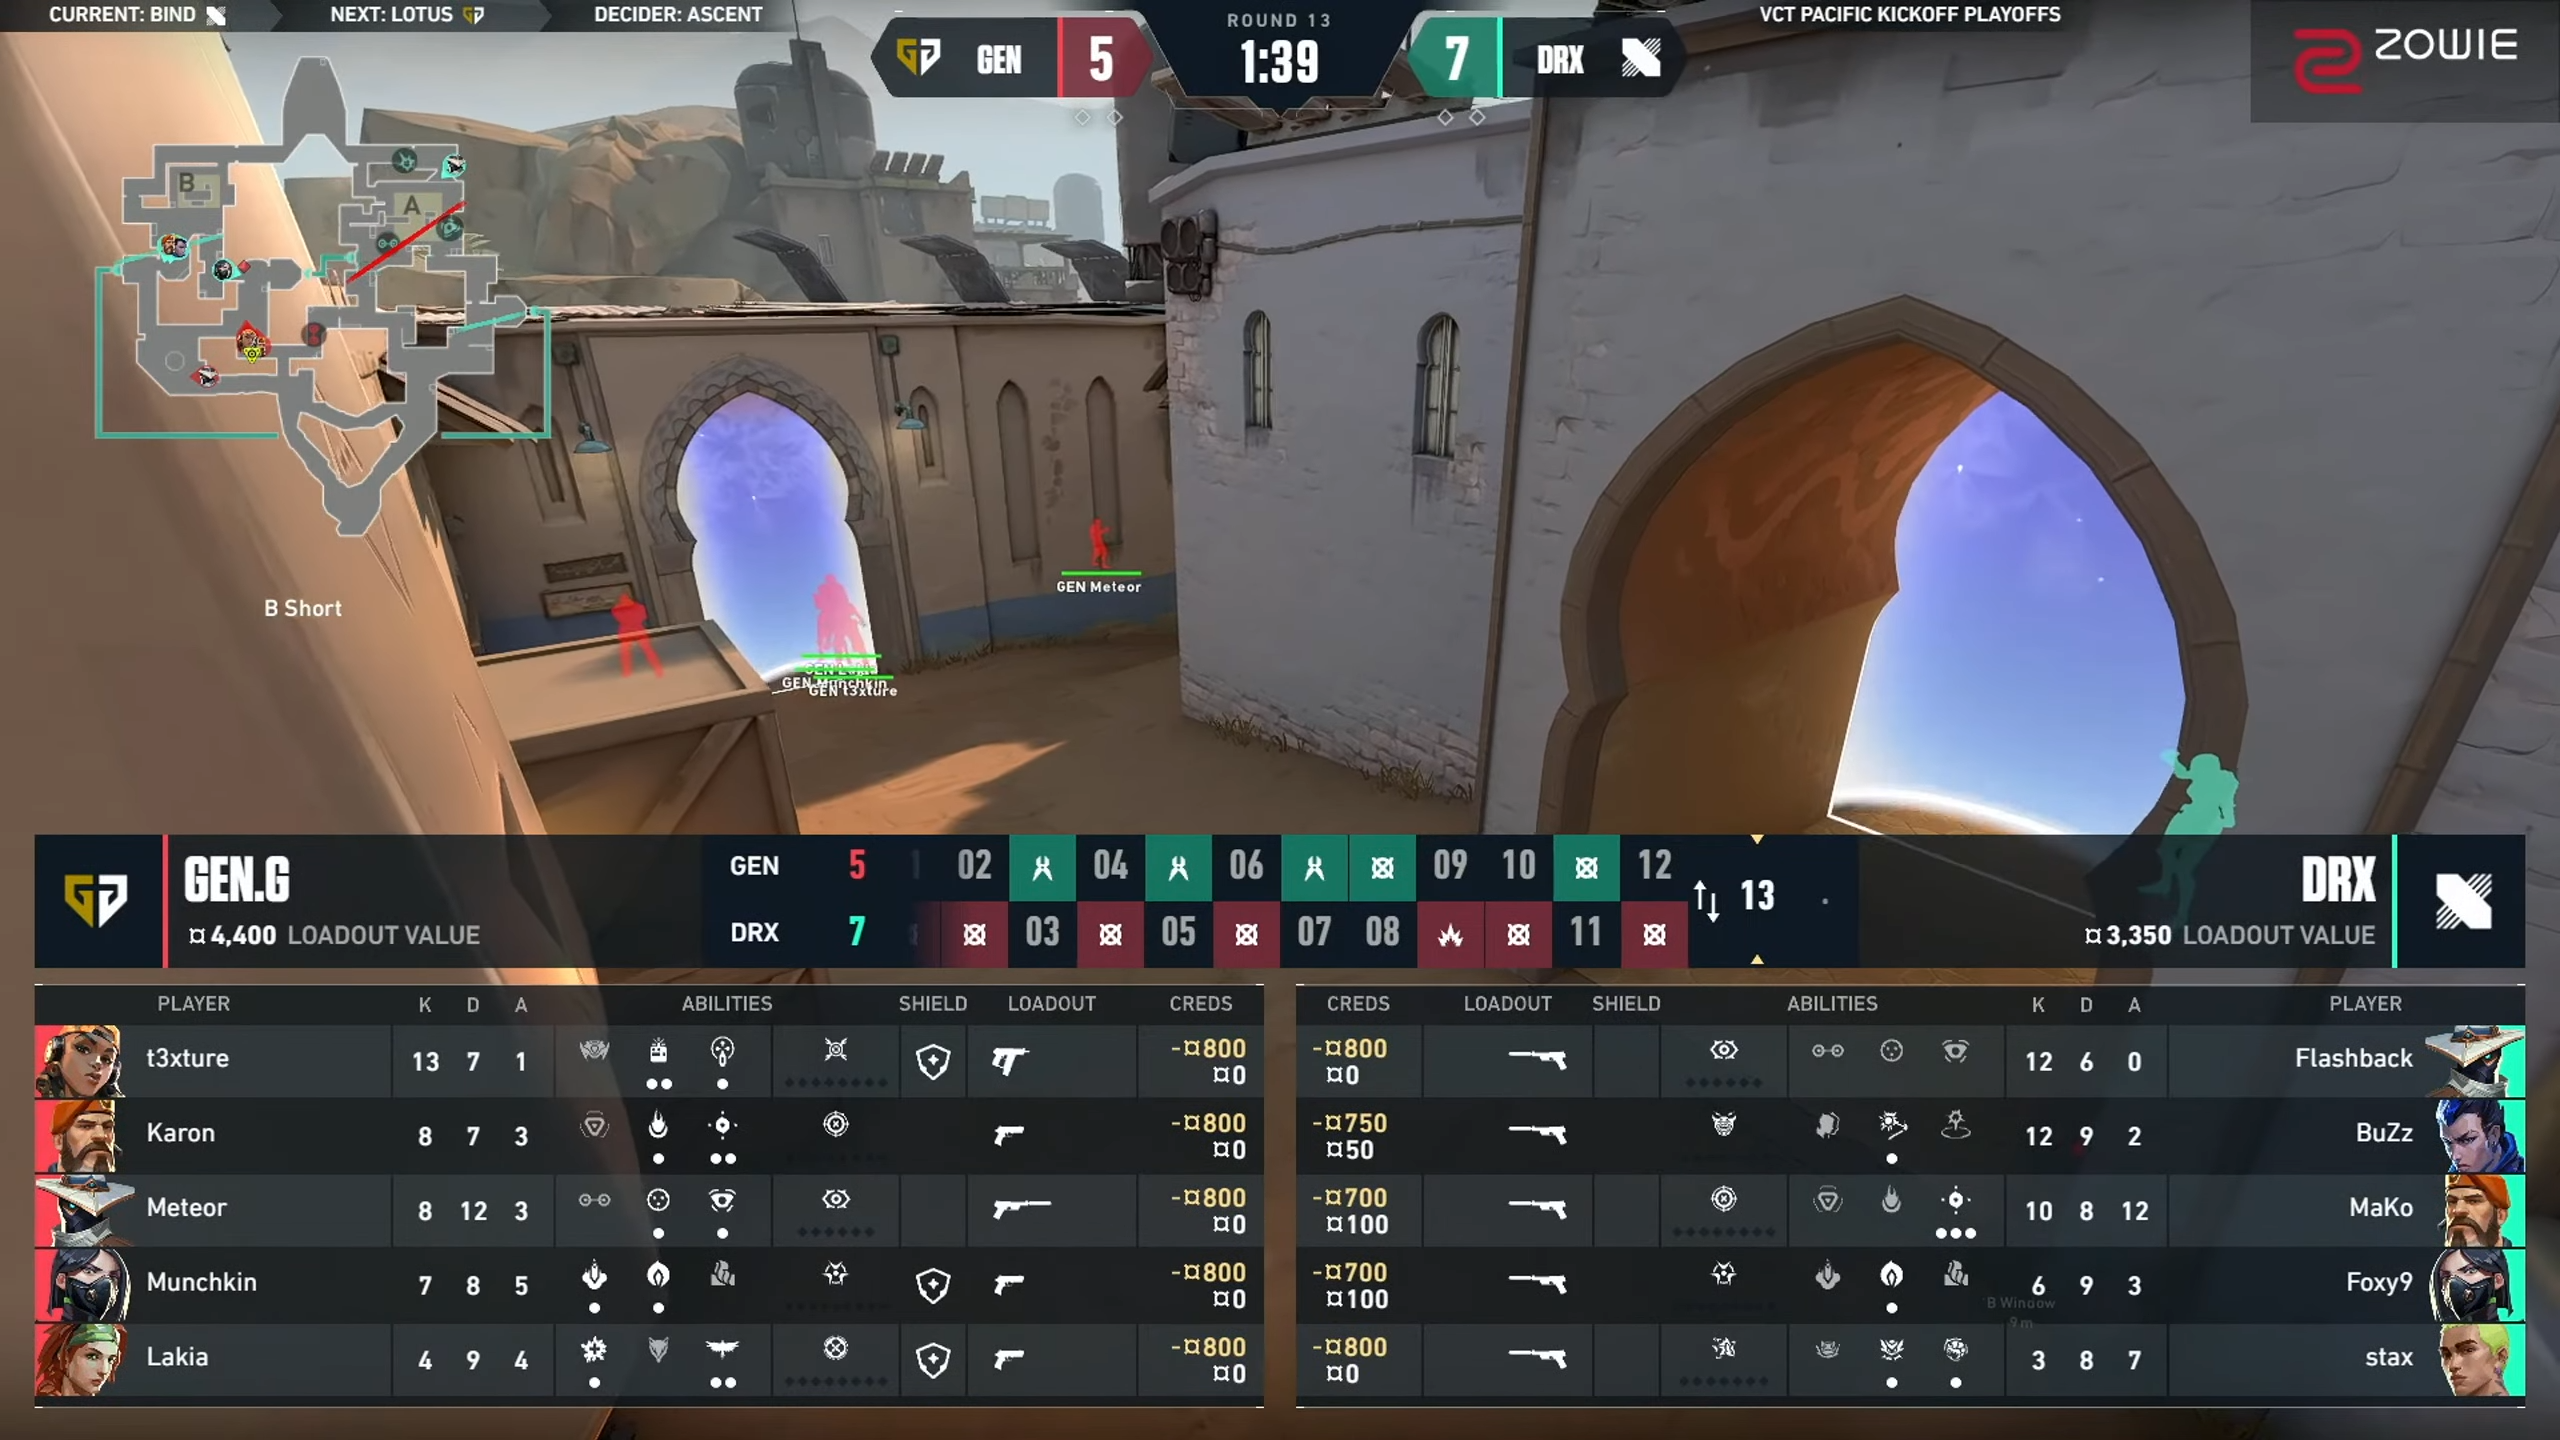 CURRENT: BIND
NEXT: LOTUS
DECIDER: ASCENT
GEN
5
ROUND 13
1:39
7
DRX
VCT PACIFIC KICKOFF PLAYOFFS
ZOWIE
B
A
B Short
GEN Meteor
GEN Munchkin
GEN t3xture
GEN.G
¤4,400 LOADOUT VALUE
GEN 5 02 04 06 09 10 12
DRX 7 03 05 07 08 11
13
DRX
¤3,350 LOADOUT VALUE
PLAYER K D A ABILITIES SHIELD LOADOUT CREDS
t3xture 13 7 1 -¤800 ¤0
Karon 8 7 3 -¤800 ¤0
Meteor 8 12 3 -¤800 ¤0
Munchkin 7 8 5 -¤800 ¤0
Lakia 4 9 4 -¤800 ¤0
CREDS LOADOUT SHIELD ABILITIES K D A PLAYER
-¤800 ¤0 12 6 0 Flashback
-¤750 ¤50 12 9 2 BuZz
-¤700 ¤100 10 8 12 MaKo
-¤700 ¤100 6 9 3 Foxy9
B Window
9m
-¤800 ¤0 3 8 7 stax